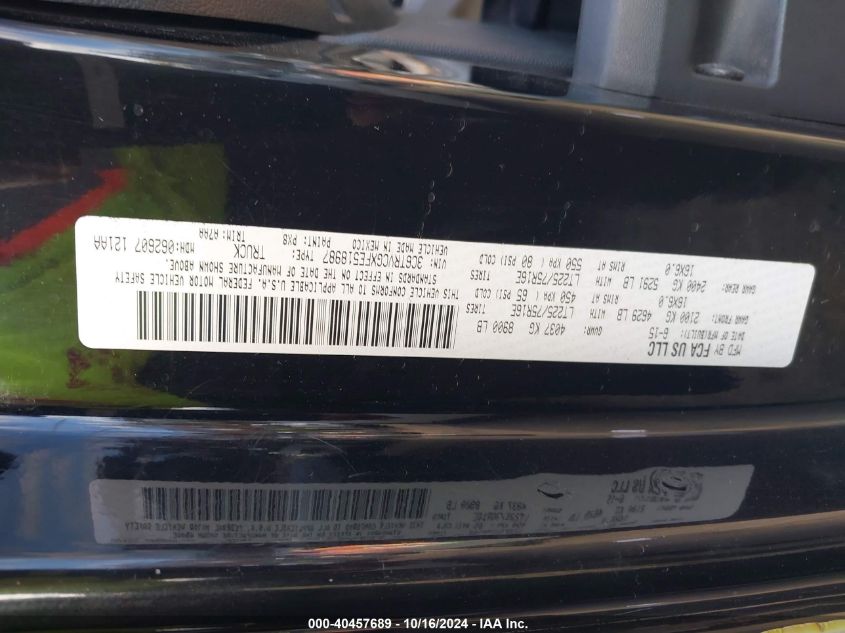 MFD BY FCA US LLC
DATE OF MFR(BUILT): 6-15
GVWR: 4037 KG 8900 LB
GAWR FRONT: 2100 KG 4629 LB WITH LT225/75R16E TIRES
16X6.0 RIMS AT 450 KPA ( 65 PSI) COLD
GAWR REAR: 2400 KG 5291 LB WITH LT225/75R16E TIRES
16X6.0 RIMS AT 550 KPA ( 80 PSI) COLD
THIS VEHICLE CONFORMS TO ALL APPLICABLE U.S.A. FEDERAL MOTOR VEHICLE SAFETY
STANDARDS IN EFFECT ON THE DATE OF MANUFACTURE SHOWN ABOVE.
VIN: 3C6TRVCGXFE518987 TYPE: TRUCK MDH:062607 121AA
VEHICLE MADE IN MEXICO PAINT: PX8 TRIM:A7AA
000-40457689 | 10/16/2024 | IAA Inc.